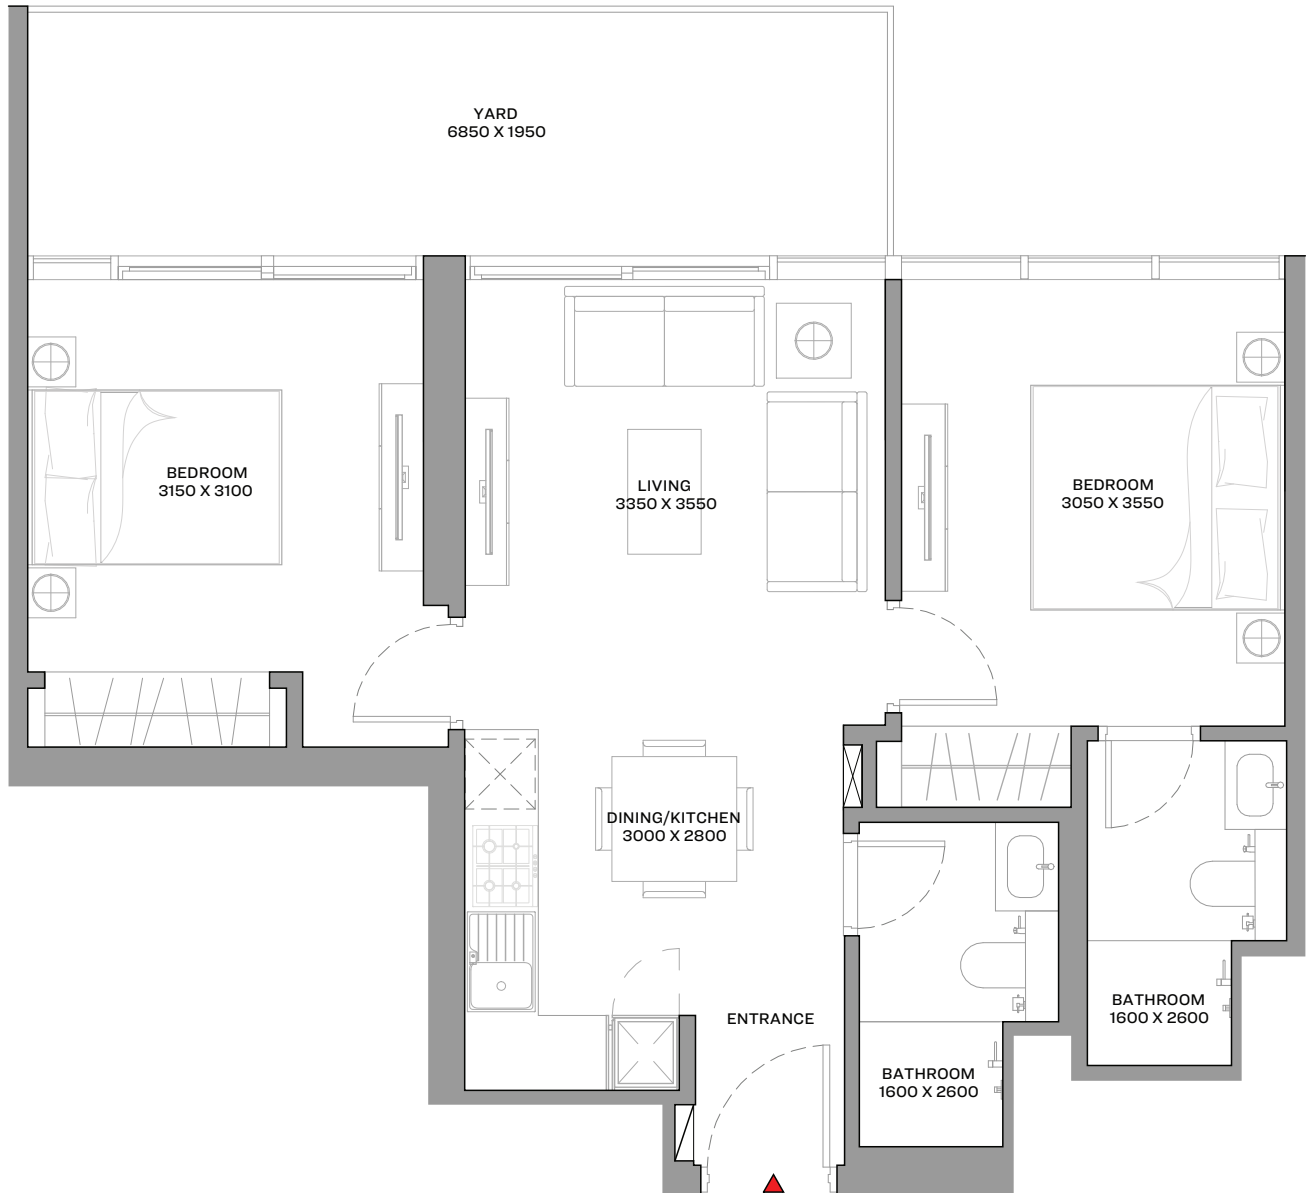 YARD
6850 X 1950
BEDROOM
3150 X 3100
LIVING
3350 X 3550
BEDROOM
3050 X 3550
DINING/KITCHEN
3000 X 2800
ENTRANCE
BATHROOM
1600 X 2600
BATHROOM
1600 X 2600